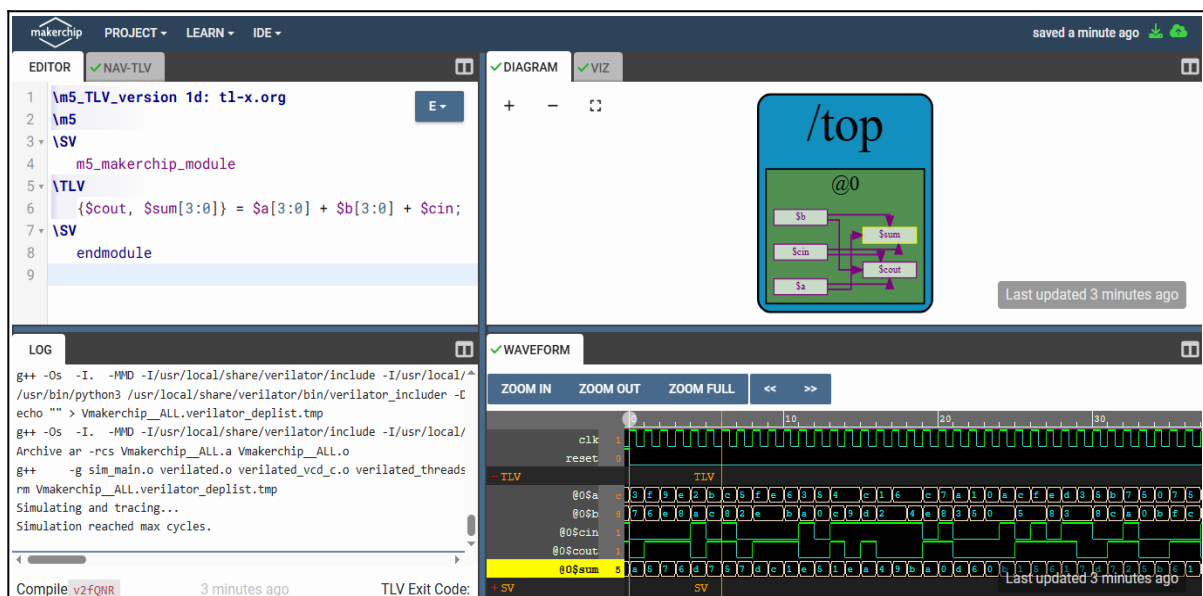 makerchip PROJECT LEARN IDE saved a minute ago
EDITOR NAV-TLV
E
1 \m5_TLV_version 1d: tl-x.org
2 \m5
3 \SV
4 m5_makerchip_module
5 \TLV
6 {$cout, $sum[3:0]} = $a[3:0] + $b[3:0] + $cin;
7 \SV
8 endmodule
9
DIAGRAM VIZ
+ −
/top
@0
$b
$sum
$cin
$cout
$a
Last updated 3 minutes ago
LOG
g++ -Os -I. -MMD -I/usr/local/share/verilator/include -I/usr/local/
/usr/bin/python3 /usr/local/share/verilator/bin/verilator_includer -D
echo "" > Vmakerchip__ALL.verilator_deplist.tmp
g++ -Os -I. -MMD -I/usr/local/share/verilator/include -I/usr/local/
Archive ar -rcs Vmakerchip__ALL.a Vmakerchip__ALL.o
g++ -g sim_main.o verilated.o verilated_vcd_c.o verilated_threads
rm Vmakerchip__ALL.verilator_deplist.tmp
Simulating and tracing...
Simulation reached max cycles.
Compile v2fQNR 3 minutes ago TLV Exit Code:
WAVEFORM
ZOOM IN ZOOM OUT ZOOM FULL << >>
0 10 20 30
clk 1
reset 0
- TLV TLV
@0$a c
@0$b
@0$cin 1
@0$cout 1
@0$sum 5
+ SV SV
Last updated 3 minutes ago